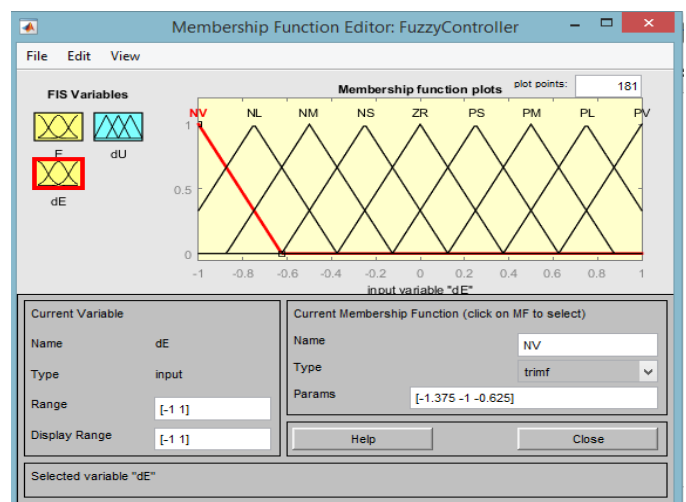 Membership Function Editor: FuzzyController
File Edit View
FIS Variables
E dU
dE
Membership function plots plot points: 181
NV NL NM NS ZR PS PM PL PV
1
0.5
0
-1 -0.8 -0.6 -0.4 -0.2 0 0.2 0.4 0.6 0.8 1
input variable "dE"
Current Variable
Name dE
Type input
Range [-1 1]
Display Range [-1 1]
Current Membership Function (click on MF to select)
Name NV
Type trimf
Params [-1.375 -1 -0.625]
Help Close
Selected variable "dE"